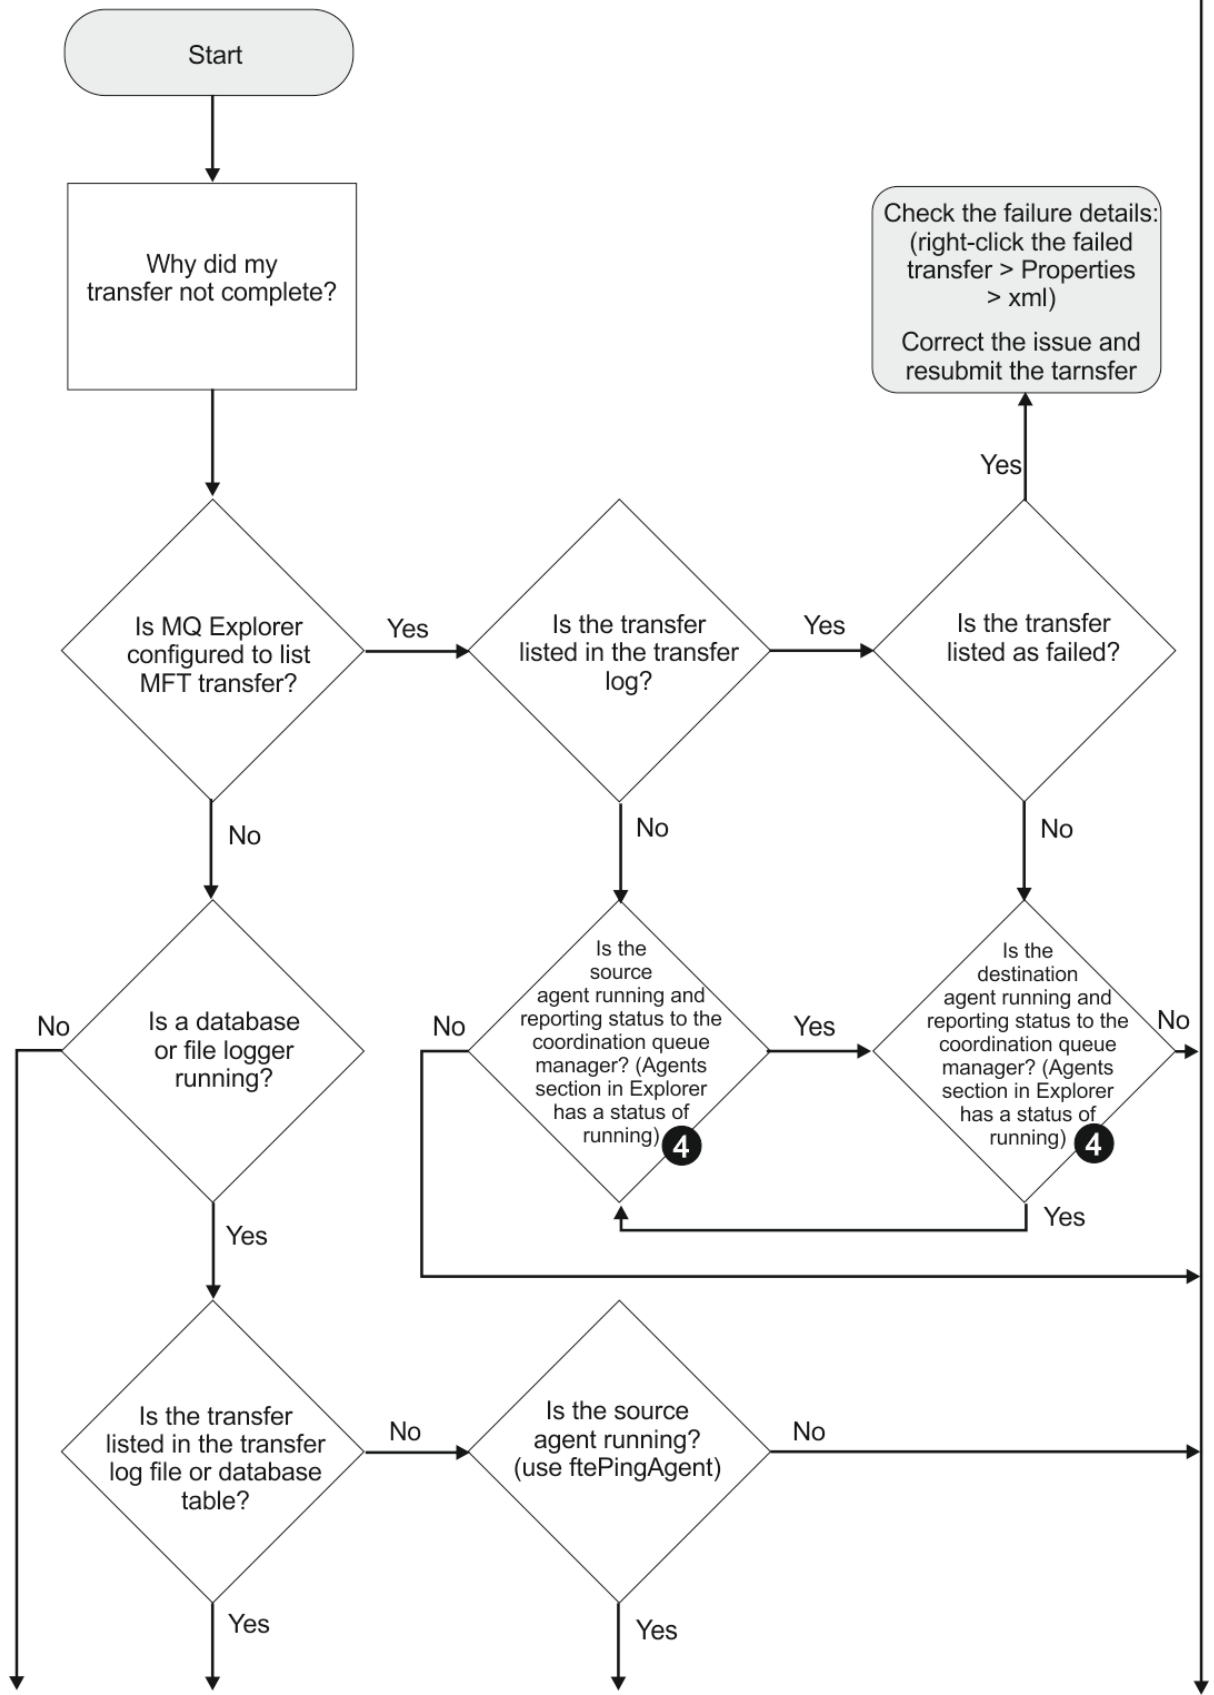 Start
Why did my
transfer not complete?
Check the failure details:
(right-click the failed
transfer > Properties
> xml)
Correct the issue and
resubmit the tarnsfer
Yes
Is MQ Explorer
configured to list
MFT transfer?
Yes
Is the transfer
listed in the transfer
log?
Yes
Is the transfer
listed as failed?
No
No
No
No
Is a database
or file logger
running?
No
Is the
source
agent running and
reporting status to the
coordination queue
manager? (Agents
section in Explorer
has a status of
running)
4
Yes
Is the
destination
agent running and
reporting status to the
coordination queue
manager? (Agents
section in Explorer
has a status of
running)
4
No
Yes
Yes
Is the transfer
listed in the transfer
log file or database
table?
No
Is the source
agent running?
(use ftePingAgent)
No
Yes
Yes